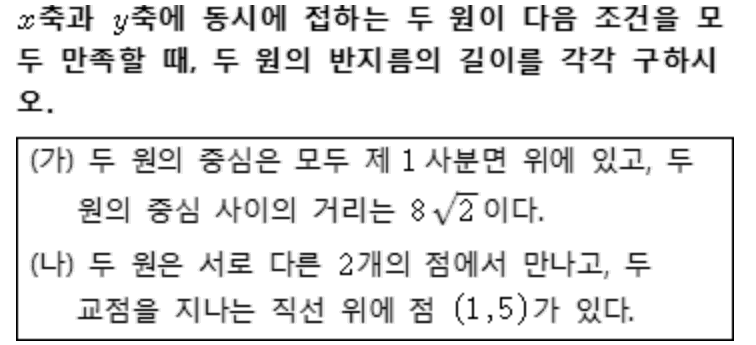 x축과 y축에 동시에 접하는 두 원이 다음 조건을 모
두 만족할 때, 두 원의 반지름의 길이를 각각 구하시
오.
(가) 두 원의 중심은 모두 제 1 사분면 위에 있고, 두
원의 중심 사이의 거리는 8√2 이다.
(나) 두 원은 서로 다른 2개의 점에서 만나고, 두
교점을 지나는 직선 위에 점 (1,5)가 있다.